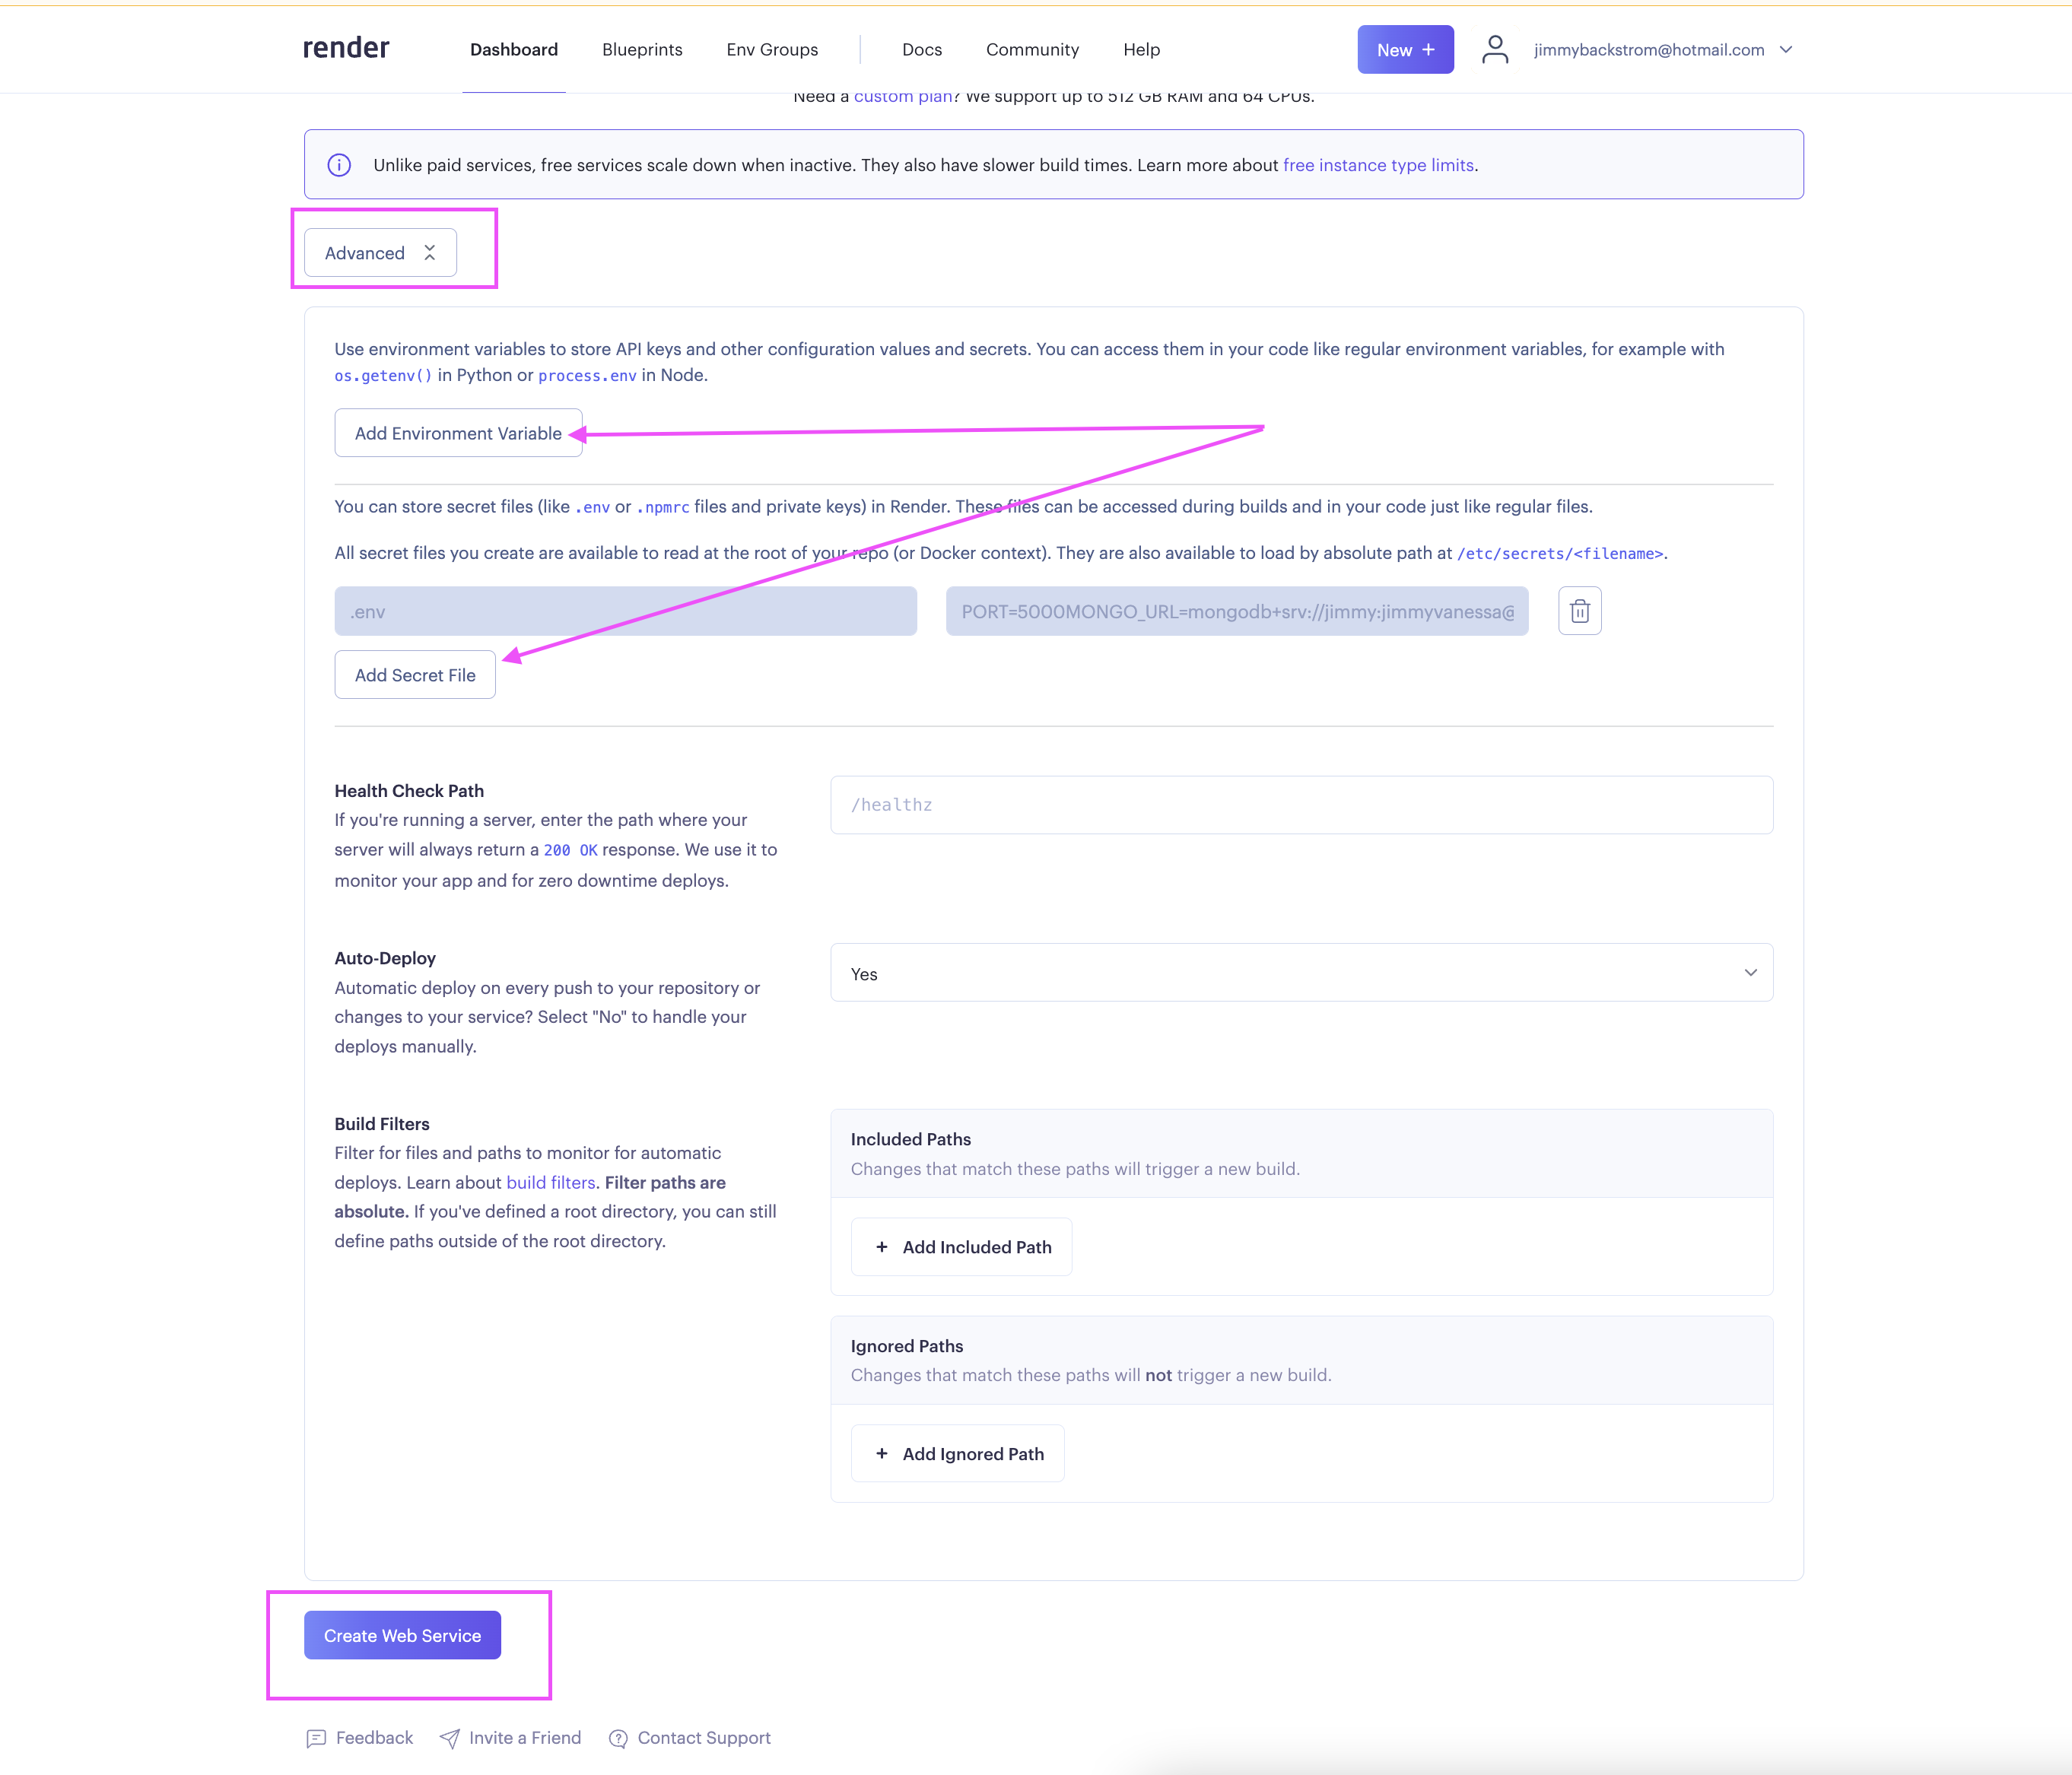 render
Dashboard
Blueprints
Env Groups
Docs
Community
Help
New +
jimmybackstrom@hotmail.com
Need a custom plan? We support up to 512 GB RAM and 64 CPUs.
Unlike paid services, free services scale down when inactive. They also have slower build times. Learn more about free instance type limits.
Advanced
Use environment variables to store API keys and other configuration values and secrets. You can access them in your code like regular environment variables, for example with
os.getenv() in Python or process.env in Node.
Add Environment Variable
You can store secret files (like .env or .npmrc files and private keys) in Render. These files can be accessed during builds and in your code just like regular files.
All secret files you create are available to read at the root of your repo (or Docker context). They are also available to load by absolute path at /etc/secrets/<filename>.
.env
PORT=5000MONGO_URL=mongodb+srv://jimmy:jimmyvanessa@
Add Secret File
Health Check Path
If you're running a server, enter the path where your
server will always return a 200 OK response. We use it to
monitor your app and for zero downtime deploys.
/healthz
Auto-Deploy
Automatic deploy on every push to your repository or
changes to your service? Select "No" to handle your
deploys manually.
Yes
Build Filters
Filter for files and paths to monitor for automatic
deploys. Learn about build filters. Filter paths are
absolute. If you've defined a root directory, you can still
define paths outside of the root directory.
Included Paths
Changes that match these paths will trigger a new build.
+ Add Included Path
Ignored Paths
Changes that match these paths will not trigger a new build.
+ Add Ignored Path
Create Web Service
Feedback
Invite a Friend
Contact Support